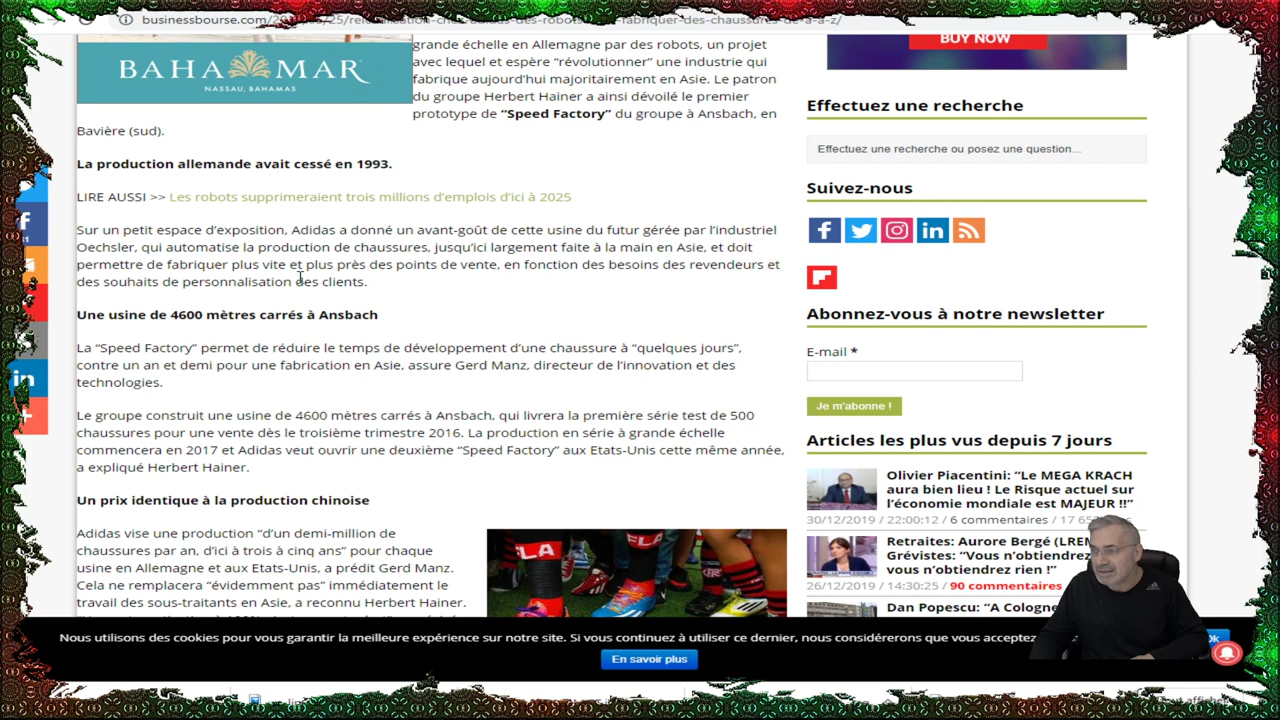 businessbourse.com/
BAHA MAR
NASSAU, BAHAMAS
grande échelle en Allemagne par des robots, un projet
avec lequel et espère “révolutionner” une industrie qui
fabrique aujourd’hui majoritairement en Asie. Le patron
du groupe Herbert Hainer a ainsi dévoilé le premier
prototype de “Speed Factory” du groupe à Ansbach, en
Bavière (sud).
La production allemande avait cessé en 1993.
LIRE AUSSI >> Les robots supprimeraient trois millions d’emplois d’ici à 2025
Sur un petit espace d’exposition, Adidas a donné un avant-goût de cette usine du futur gérée par l’industriel
Oechsler, qui automatise la production de chaussures, jusqu’ici largement faite à la main en Asie, et doit
permettre de fabriquer plus vite et plus près des points de vente, en fonction des besoins des revendeurs et
des souhaits de personnalisation des clients.
Une usine de 4600 mètres carrés à Ansbach
La “Speed Factory” permet de réduire le temps de développement d’une chaussure à “quelques jours”,
contre un an et demi pour une fabrication en Asie, assure Gerd Manz, directeur de l’innovation et des
technologies.
Le groupe construit une usine de 4600 mètres carrés à Ansbach, qui livrera la première série test de 500
chaussures pour une vente dès le troisième trimestre 2016. La production en série à grande échelle
commencera en 2017 et Adidas veut ouvrir une deuxième “Speed Factory” aux Etats-Unis cette même année,
a expliqué Herbert Hainer.
Un prix identique à la production chinoise
Adidas vise une production “d’un demi-million de
chaussures par an, d’ici à trois à cinq ans” pour chaque
usine en Allemagne et aux Etats-Unis, a prédit Gerd Manz.
Cela ne remplacera “évidemment pas” immédiatement le
travail des sous-traitants en Asie, a reconnu Herbert Hainer.
BUY NOW
Effectuez une recherche
Effectuez une recherche ou posez une question...
Suivez-nous
Abonnez-vous à notre newsletter
E-mail *
Je m'abonne !
Articles les plus vus depuis 7 jours
Olivier Piacentini: “Le MEGA KRACH
aura bien lieu ! Le Risque actuel sur
l’économie mondiale est MAJEUR !!”
30/12/2019 / 22:00:12 / 6 commentaires / 17
Retraites: Aurore Bergé (LREM
Grévistes: “Vous n’obtiendrez
vous n’obtiendrez rien !”
26/12/2019 / 14:30:25 / 90 commentaires
Dan Popescu: “A Cologne
Nous utilisons des cookies pour vous garantir la meilleure expérience sur notre site. Si vous continuez à utiliser ce dernier, nous considérerons que vous acceptez
En savoir plus